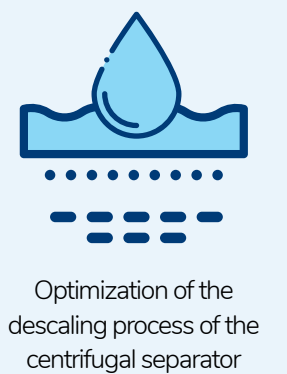 Optimization of the
descaling process of the
centrifugal separator